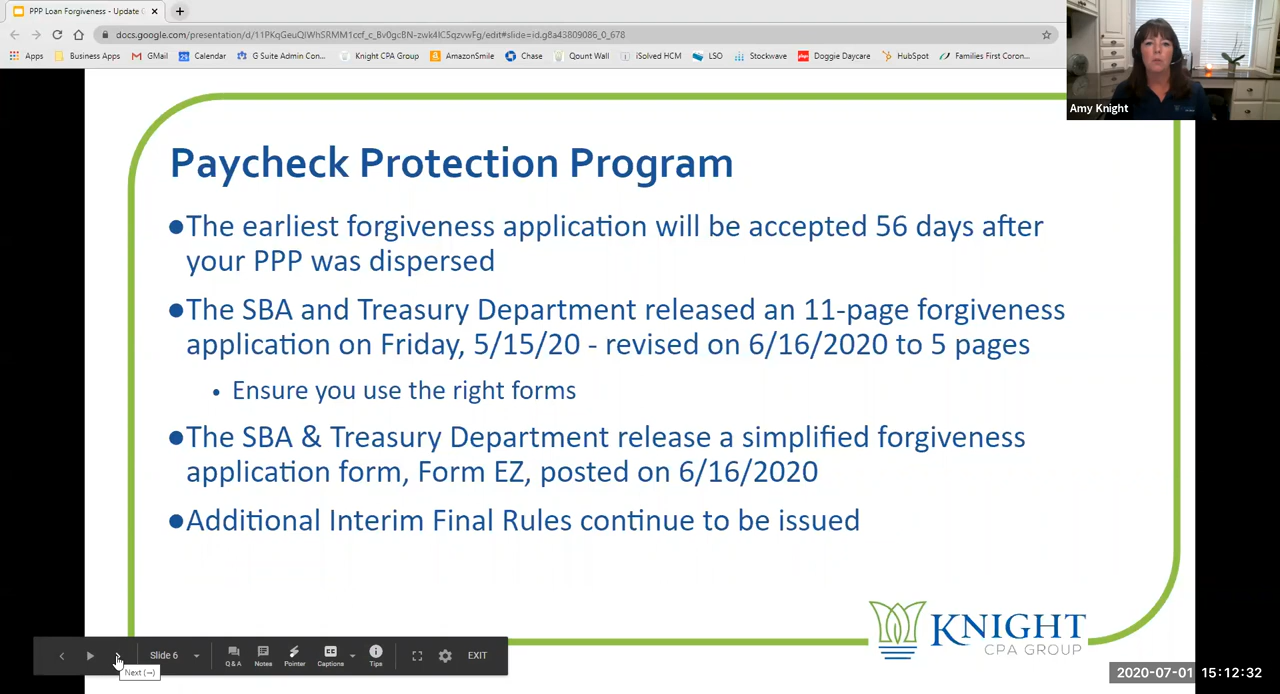 PPP Loan Forgiveness - Update G
docs.google.com/presentation/d/11PKqGeuQIWhSRMM1ccf_c_Bv0gcBN-zwk4IC5qzvwFg/edit#slide=id.g8a43809086_0_678
Apps Business Apps GMail Calendar G Suite Admin Con... Knight CPA Group AmazonSmile Chase Qount Wall iSolved HCM LSO Stockwave Doggie Daycare HubSpot Families First Coron...
Amy Knight
Paycheck Protection Program
●The earliest forgiveness application will be accepted 56 days after
your PPP was dispersed
●The SBA and Treasury Department released an 11-page forgiveness
application on Friday, 5/15/20 - revised on 6/16/2020 to 5 pages
• Ensure you use the right forms
●The SBA & Treasury Department release a simplified forgiveness
application form, Form EZ, posted on 6/16/2020
●Additional Interim Final Rules continue to be issued
KNIGHT
CPA GROUP
Slide 6 Q&A Notes Pointer Captions Tips EXIT
Next (→)
2020-07-01 15:12:32